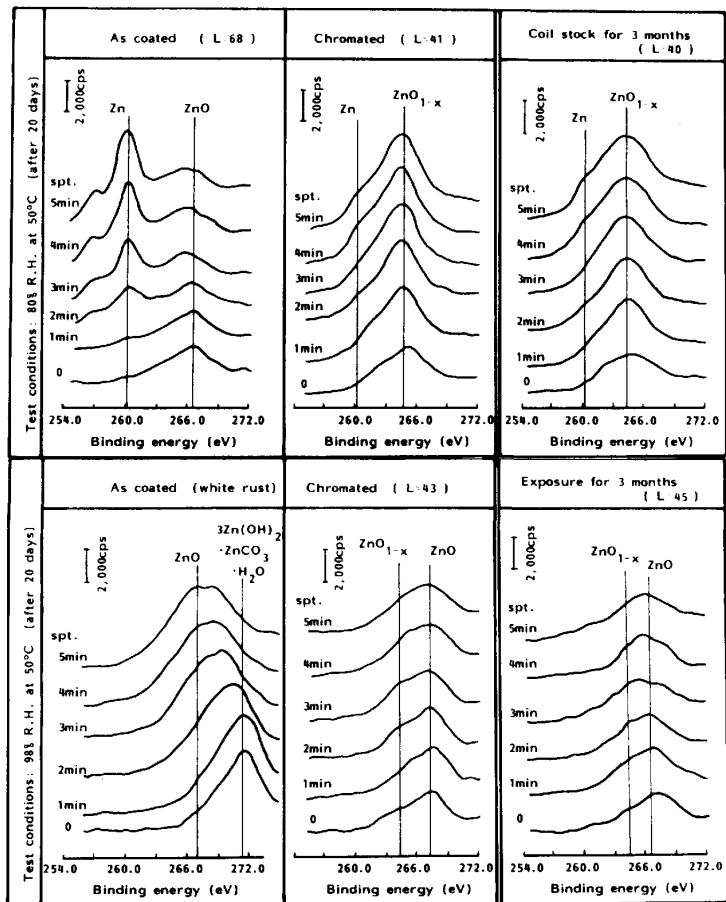 Test conditions: 80% R.H. at 50°C (after 20 days)
As coated ( L-68)
2,000cps
Zn
ZnO
spt.
5min
4min
3min
2min
1min
0
254.0 260.0 266.0 272.0
Binding energy (eV)
Chromated ( L-41)
2,000cps
Zn
ZnO1-x
spt.
5min
4min
3min
2min
1min
0
260.0 266.0 272.0
Binding energy (eV)
Coil stock for 3 months
( L-40)
2,000cps
Zn
ZnO1-x
spt.
5min
4min
3min
2min
1min
0
254.0 260.0 266.0 272.0
Binding energy (eV)
Test conditions: 98% R.H. at 50°C (after 20 days)
As coated (white rust)
2,000cps
ZnO
3Zn(OH)2
·ZnCO3
·H2O
spt.
5min
4min
3min
2min
1min
0
254.0 260.0 266.0 272.0
Binding energy (eV)
Chromated ( L-43)
2,000cps
ZnO1-x
ZnO
spt.
5min
4min
3min
2min
1min
0
260.0 266.0 272.0
Binding energy (eV)
Exposure for 3 months
( L-45)
2,000cps
ZnO1-x
ZnO
spt.
5min
4min
3min
2min
1min
0
254.0 260.0 266.0 272.0
Binding energy (eV)